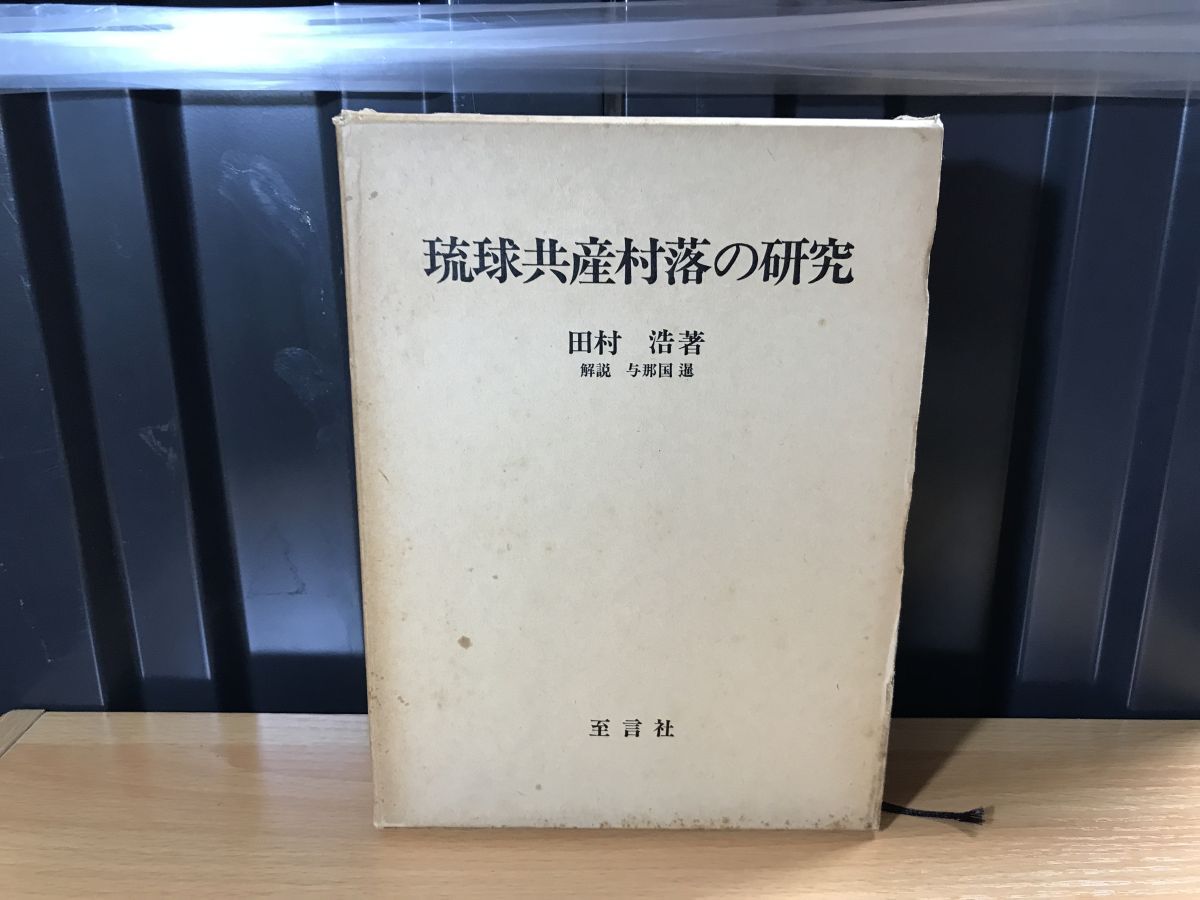 琉球共産村落の研究
田村 浩著
解説 与那国 暹
至言社